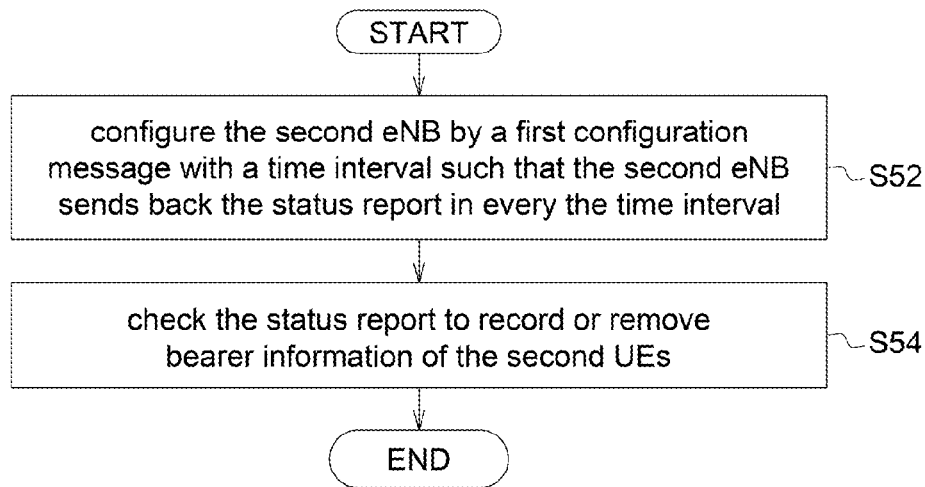 START
configure the second eNB by a first configuration
message with a time interval such that the second eNB
sends back the status report in every the time interval
S52
check the status report to record or remove
bearer information of the second UEs
S54
END